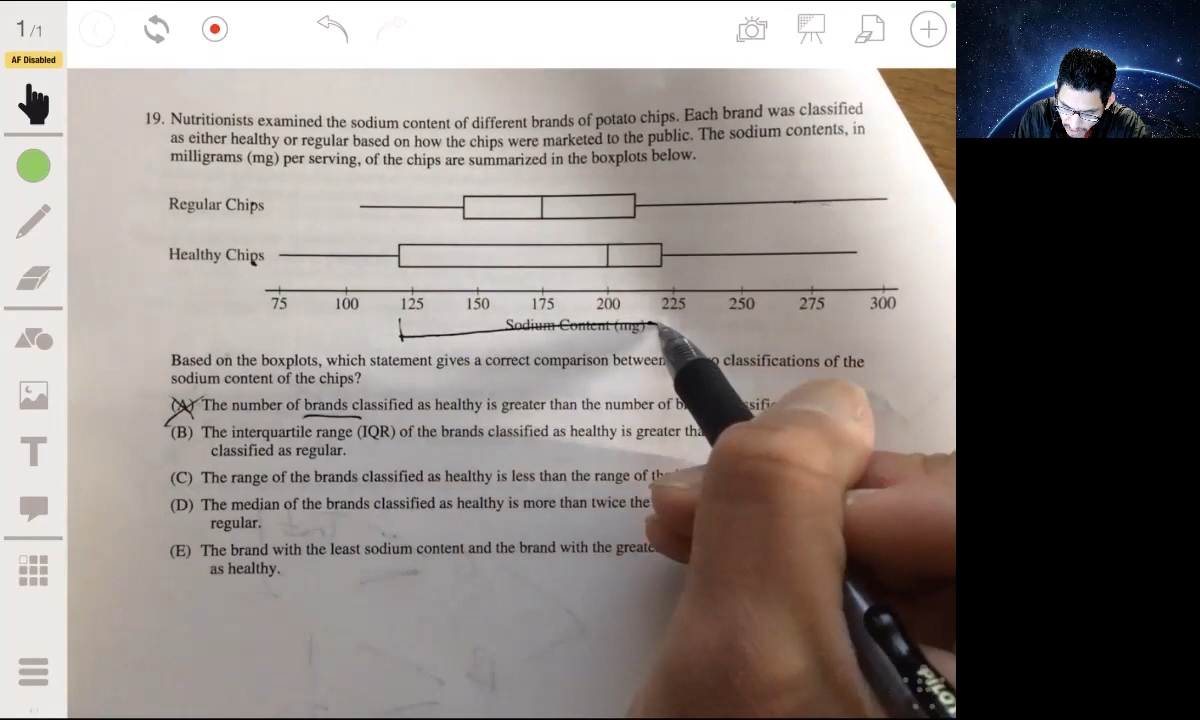 1/1
AF Disabled
19. Nutritionists examined the sodium content of different brands of potato chips. Each brand was classified
as either healthy or regular based on how the chips were marketed to the public. The sodium contents, in
milligrams (mg) per serving, of the chips are summarized in the boxplots below.
Regular Chips
Healthy Chips
75 100 125 150 175 200 225 250 275 300
Sodium Content (mg)
Based on the boxplots, which statement gives a correct comparison between classifications of the
sodium content of the chips?
(A) The number of brands classified as healthy is greater than the number of
(B) The interquartile range (IQR) of the brands classified as healthy is greater
classified as regular.
(C) The range of the brands classified as healthy is less than the range of
(D) The median of the brands classified as healthy is more than twice the
regular.
(E) The brand with the least sodium content and the brand with the
as healthy.
T
PILOT